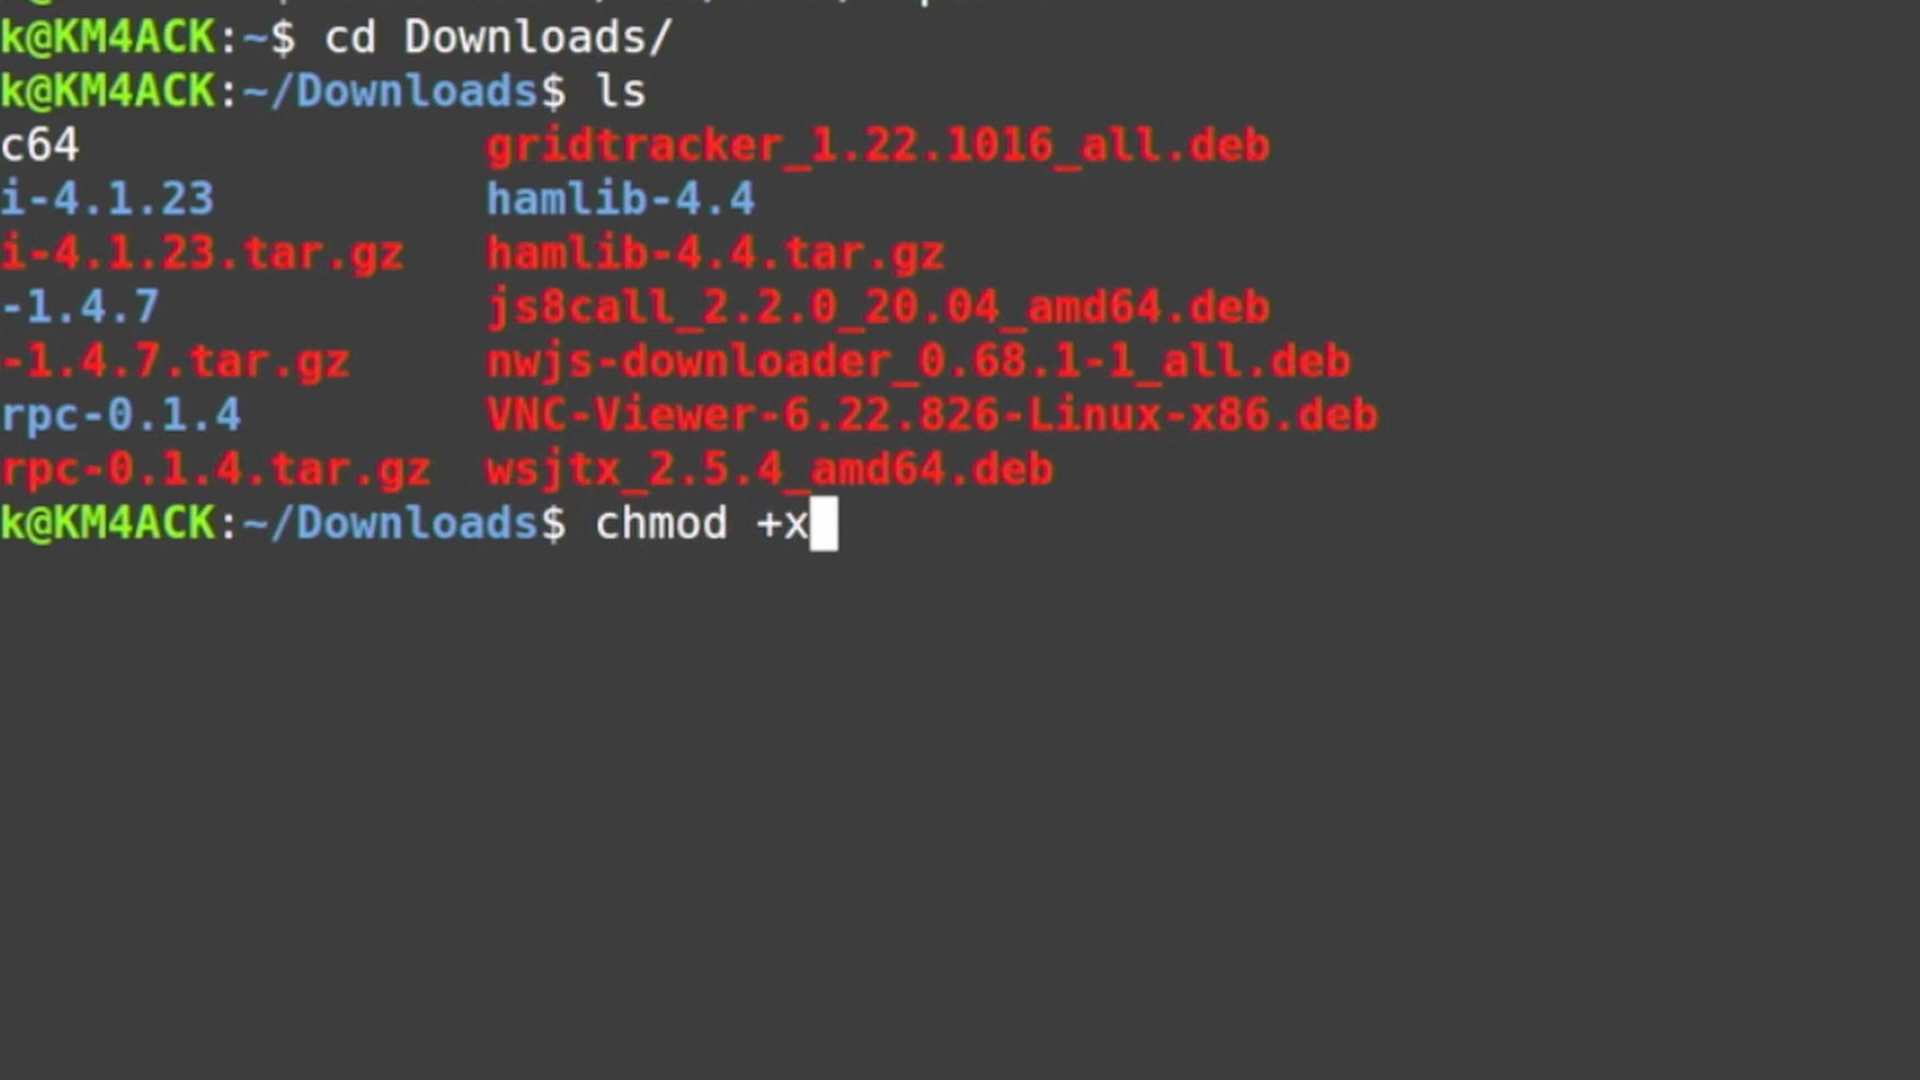 k@KM4ACK:~$ cd Downloads/
k@KM4ACK:~/Downloads$ ls
c64 gridtracker_1.22.1016_all.deb
i-4.1.23 hamlib-4.4
i-4.1.23.tar.gz hamlib-4.4.tar.gz
-1.4.7 js8call_2.2.0_20.04_amd64.deb
-1.4.7.tar.gz nwjs-downloader_0.68.1-1_all.deb
rpc-0.1.4 VNC-Viewer-6.22.826-Linux-x86.deb
rpc-0.1.4.tar.gz wsjtx_2.5.4_amd64.deb
k@KM4ACK:~/Downloads$ chmod +x